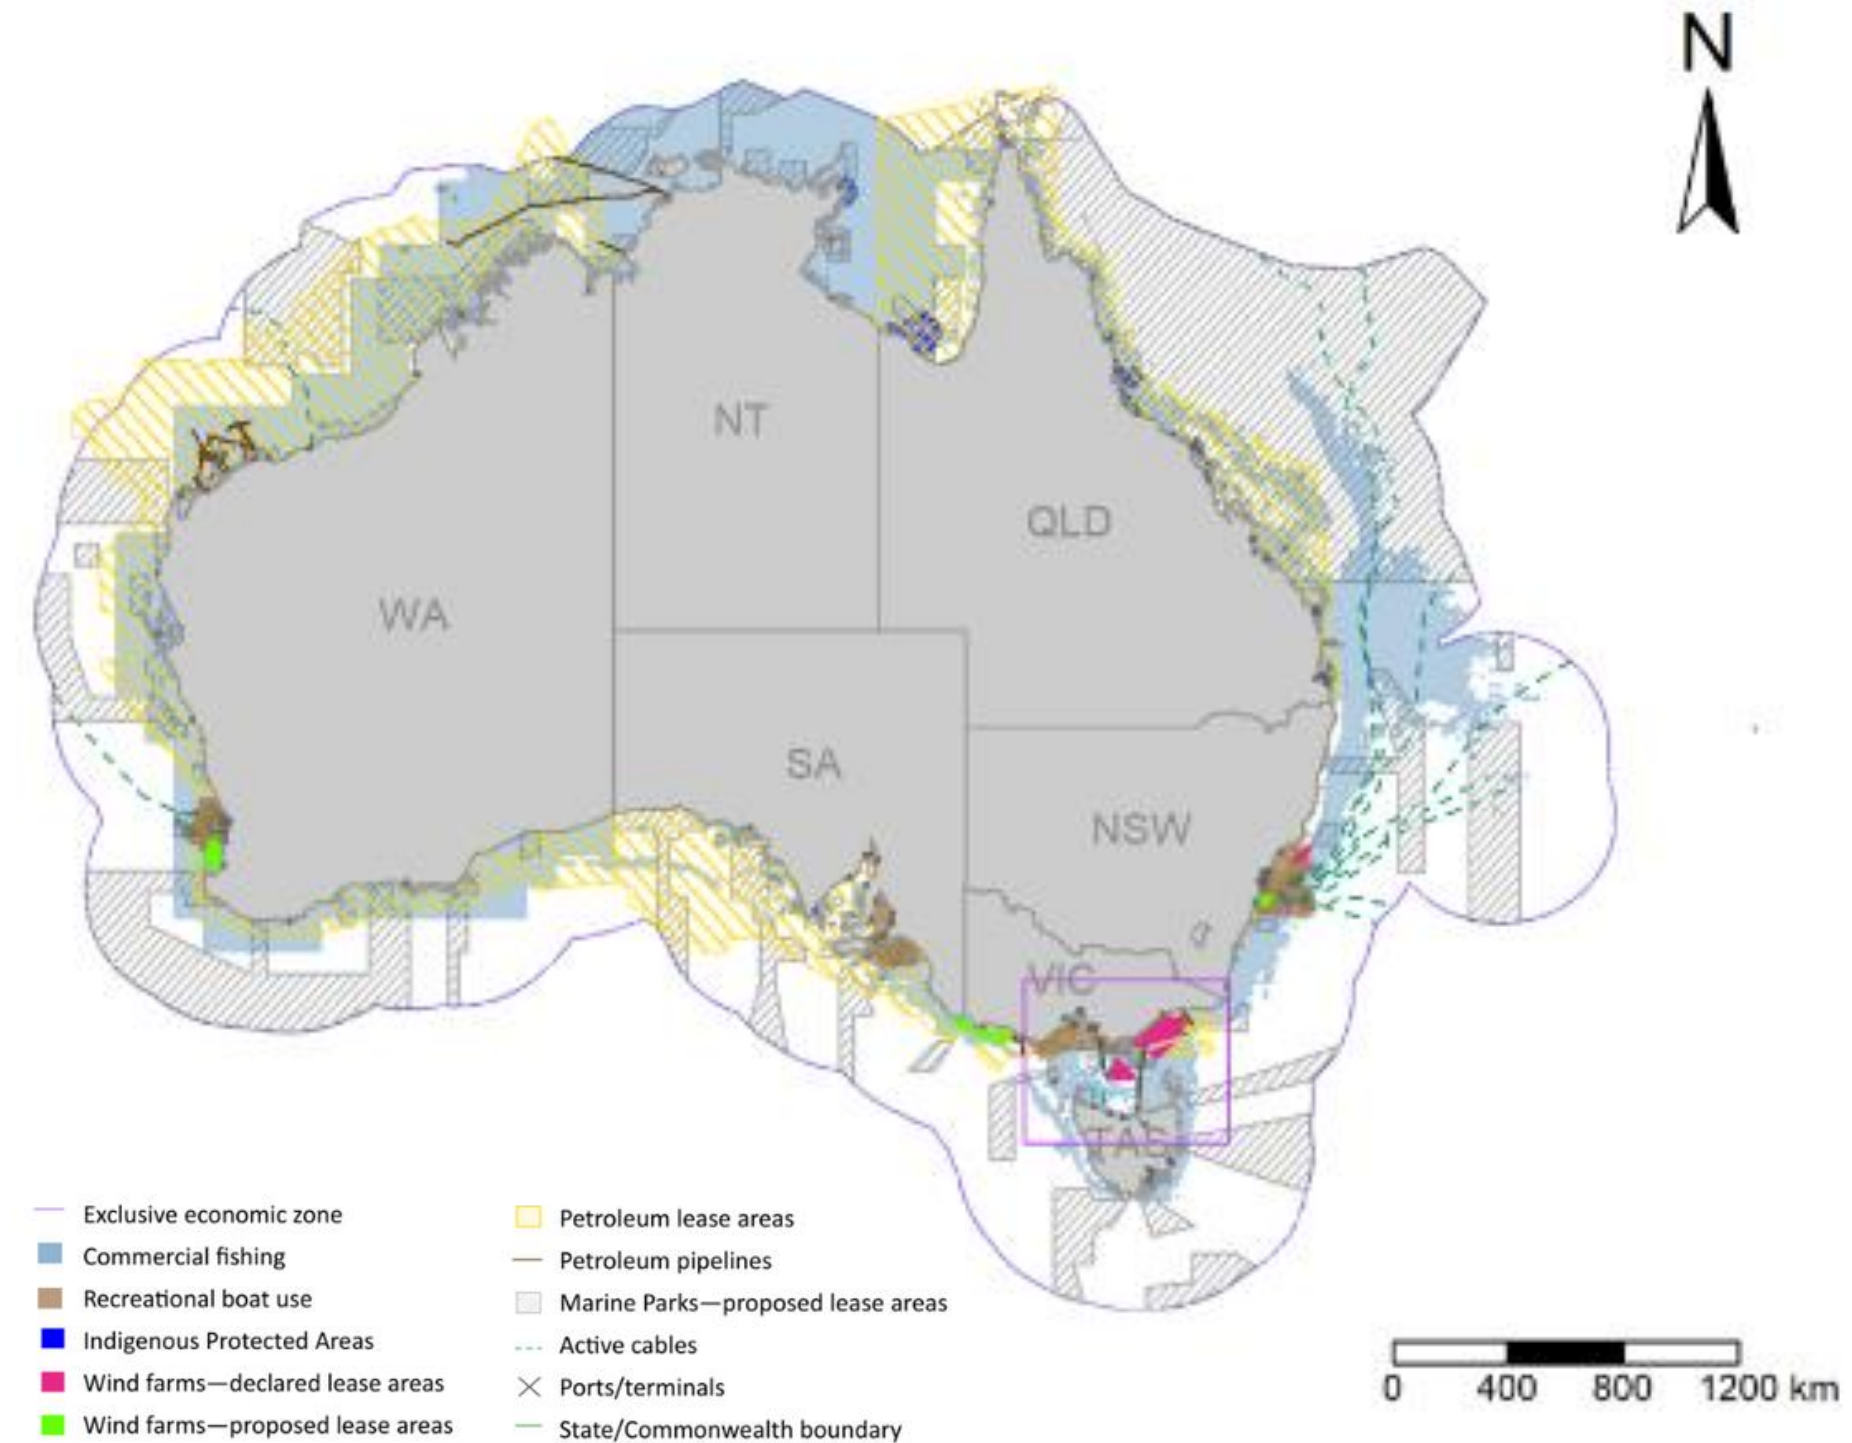 N
NT
QLD
WA
SA
NSW
VIC
TAS
Exclusive economic zone
Commercial fishing
Recreational boat use
Indigenous Protected Areas
Wind farms—declared lease areas
Wind farms—proposed lease areas
Petroleum lease areas
Petroleum pipelines
Marine Parks—proposed lease areas
Active cables
Ports/terminals
State/Commonwealth boundary
0 400 800 1200 km